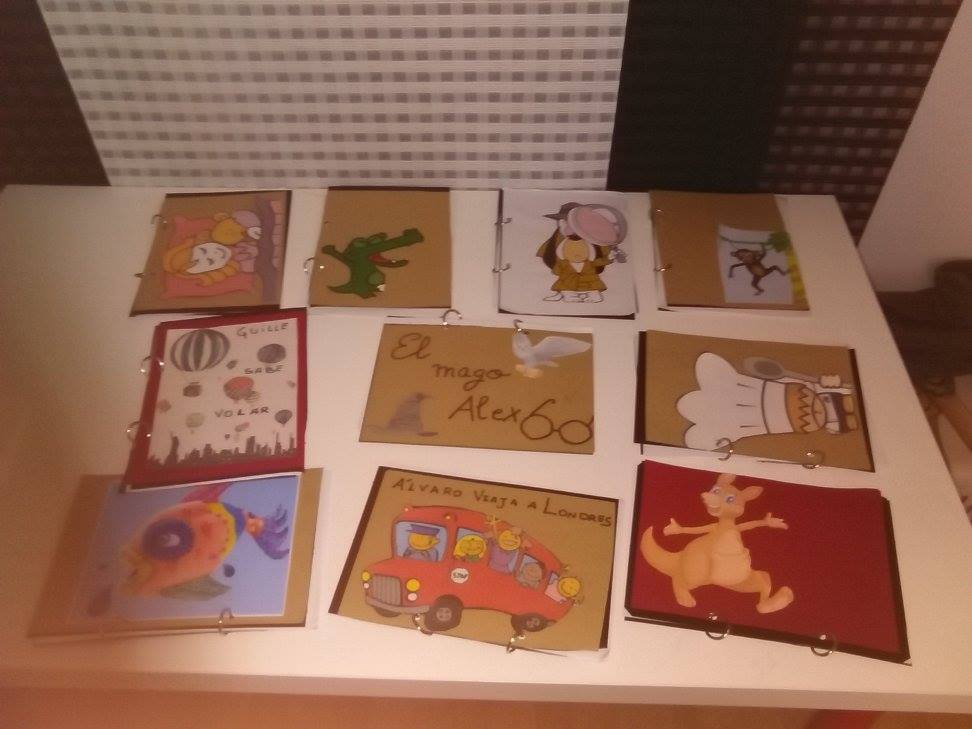 GUILLE
SABE
VOLAR
El
mago
Alex
ÁLVARO VIAJA A LONDRES